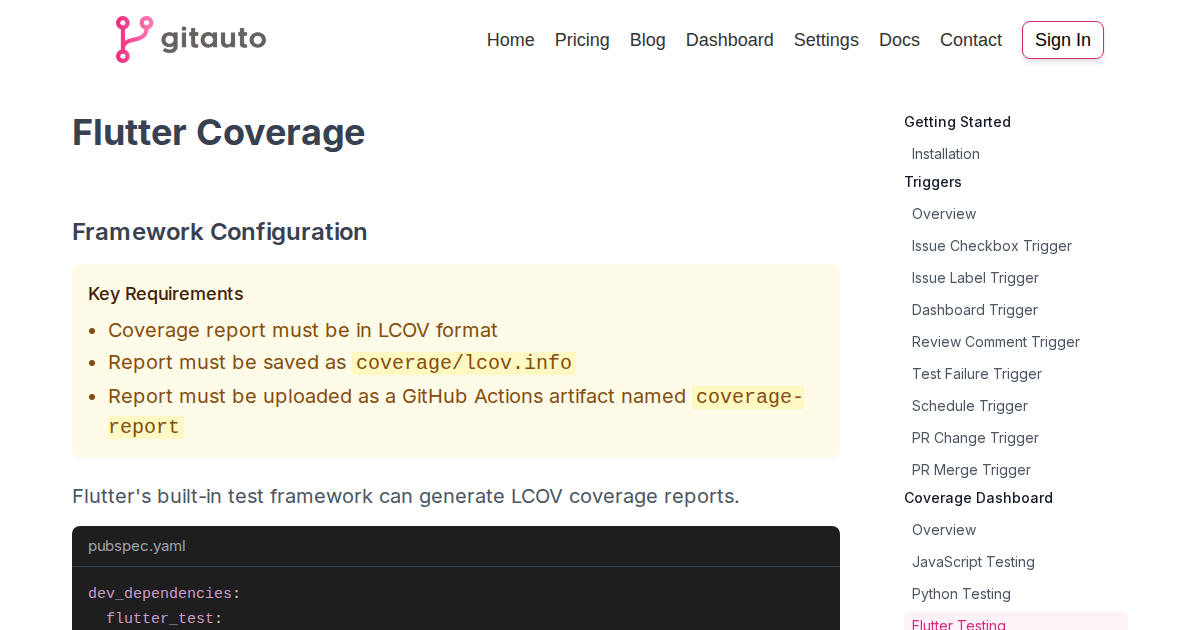 gitauto
Home Pricing Blog Dashboard Settings Docs Contact Sign In
Flutter Coverage
Framework Configuration
Key Requirements
• Coverage report must be in LCOV format
• Report must be saved as coverage/lcov.info
• Report must be uploaded as a GitHub Actions artifact named coverage-
report
Flutter's built-in test framework can generate LCOV coverage reports.
pubspec.yaml
dev_dependencies:
  flutter_test:
Getting Started
Installation
Triggers
Overview
Issue Checkbox Trigger
Issue Label Trigger
Dashboard Trigger
Review Comment Trigger
Test Failure Trigger
Schedule Trigger
PR Change Trigger
PR Merge Trigger
Coverage Dashboard
Overview
JavaScript Testing
Python Testing
Flutter Testing